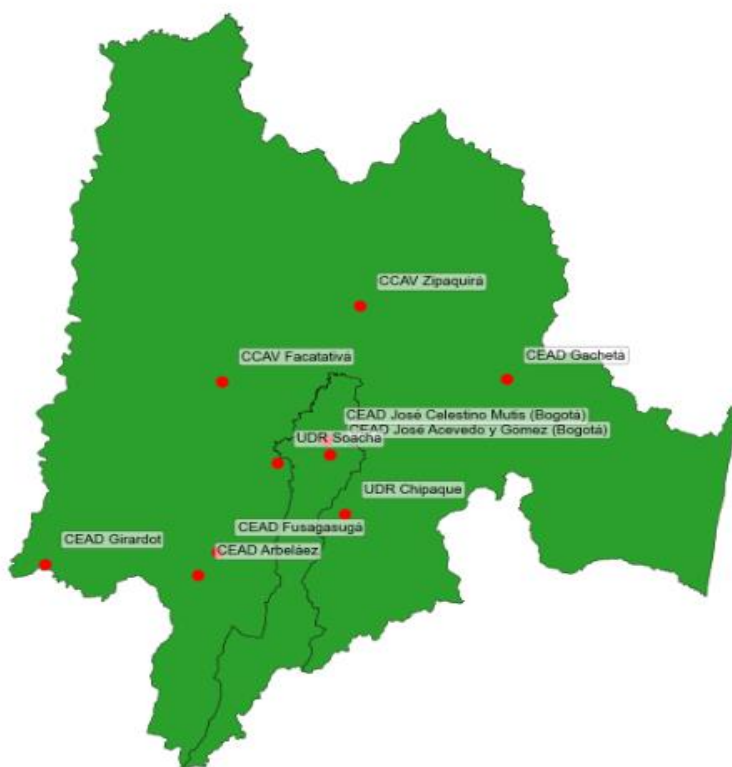 CCAV Zipaquirá
CCAV Facatativá
CEAD Gachetá
CEAD José Celestino Mutis (Bogotá)
CEAD José Acevedo y Gómez (Bogotá)
UDR Soacha
UDR Chipaque
CEAD Fusagasugá
CEAD Girardot
CEAD Arbeláez